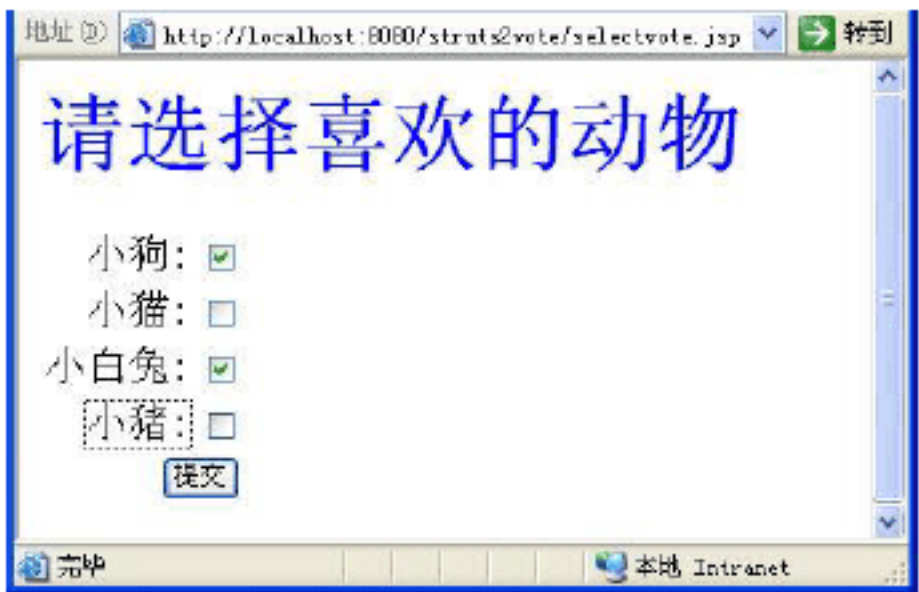 地址(D) http://localhost:8080/struts2vote/selectvote.jsp 转到
请选择喜欢的动物
小狗:
小猫:
小白兔:
小猪:
提交
完毕 本地 Intranet